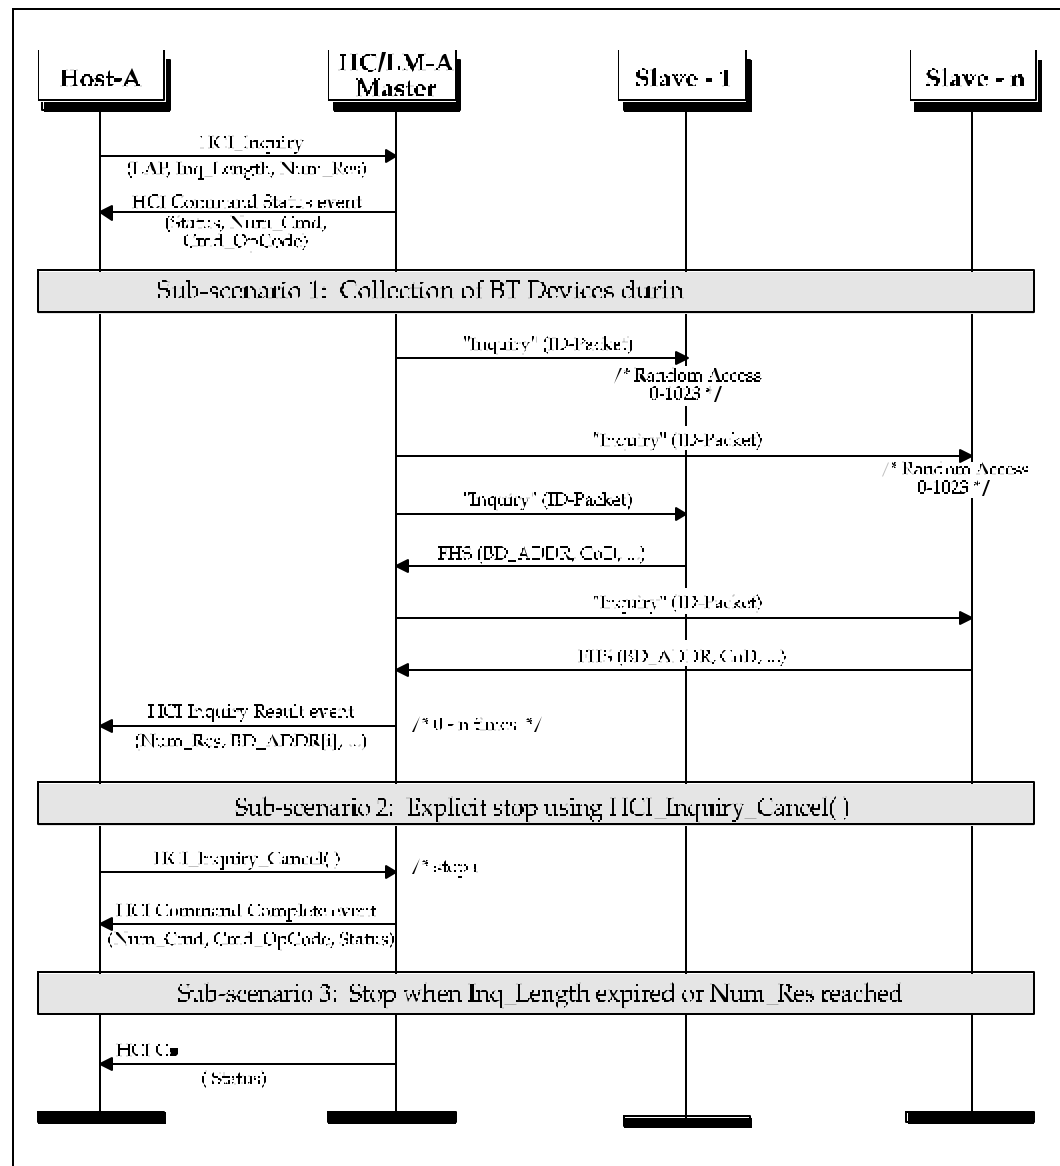 Host-A
HC/LM-A
Master
Slave - 1
Slave - n
HCI_Inquiry
(LAP, Inq_Length, Num_Res)
HCI Command Status event
(Status, Num_Cmd,
Cmd_OpCode)
Sub-scenario 1: Collection of BT Devices durin
"Inquiry" (ID-Packet)
/* Random Access
0-1023 */
"Inquiry" (ID-Packet)
/* Random Access
0-1023 */
"Inquiry" (ID-Packet)
FHS (BD_ADDR, CoD, ...)
"Inquiry" (ID-Packet)
FHS (BD_ADDR, CoD, ...)
HCI Inquiry Result event
/* 0 - n times */
(Num_Res, BD_ADDR[i], ...)
Sub-scenario 2: Explicit stop using HCI_Inquiry_Cancel( )
HCI_Inquiry_Cancel( )
/* stop
HCI Command Complete event
(Num_Cmd, Cmd_OpCode, Status)
Sub-scenario 3: Stop when Inq_Length expired or Num_Res reached
HCI
( Status)